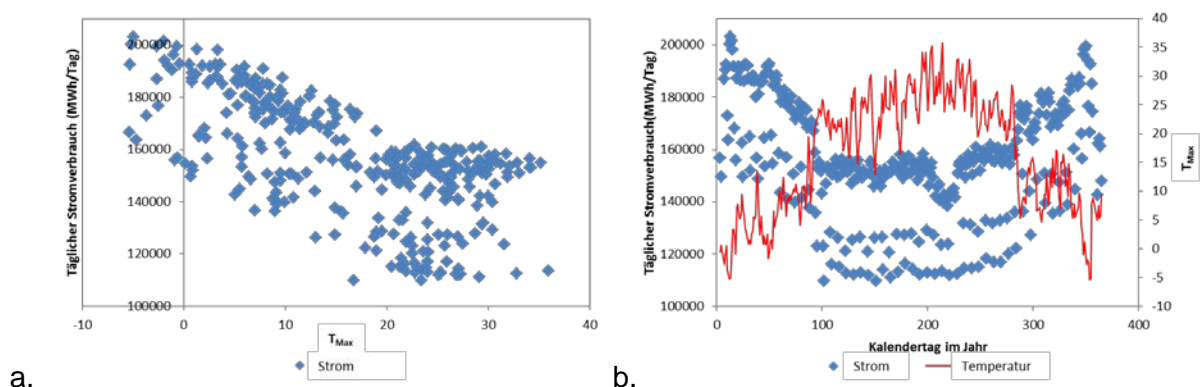 Täglicher Stromverbrauch (MWh/Tag)
200000
180000
160000
140000
120000
100000
-10 0 10 20 30 40
T Max
Strom
a.
Täglicher Stromverbrauch(MWh/Tag)
200000
180000
160000
140000
120000
100000
0 100 200 300 400
40
35
30
25
20
15
10
5
0
-5
-10
T Max
Kalendertag im Jahr
Strom Temperatur
b.